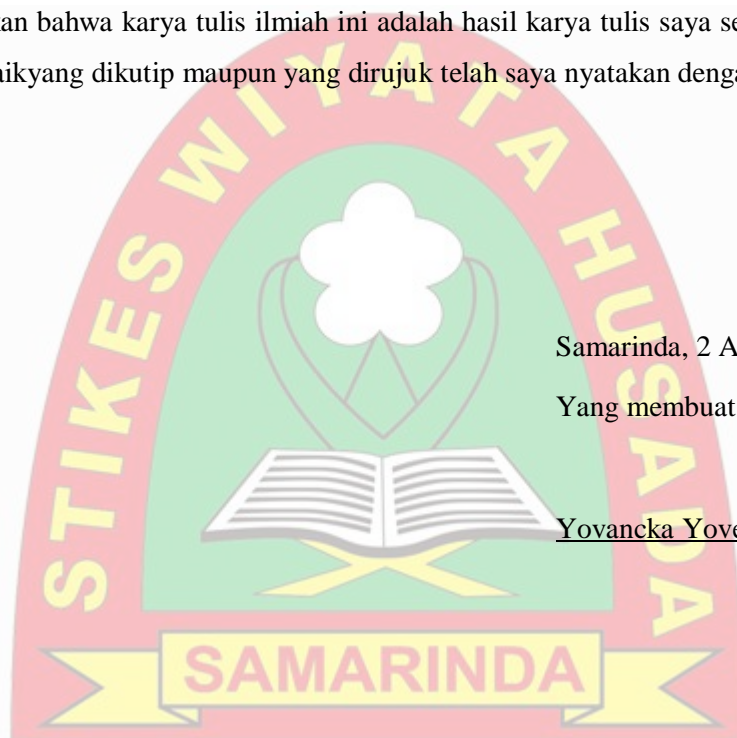 kan bahwa karya tulis ilmiah ini adalah hasil karya tulis saya se
aikyang dikutip maupun yang dirujuk telah saya nyatakan denga
STIKES WIYATA HUSADA
Samarinda, 2 A
Yang membuat
Yovancka Yove
SAMARINDA